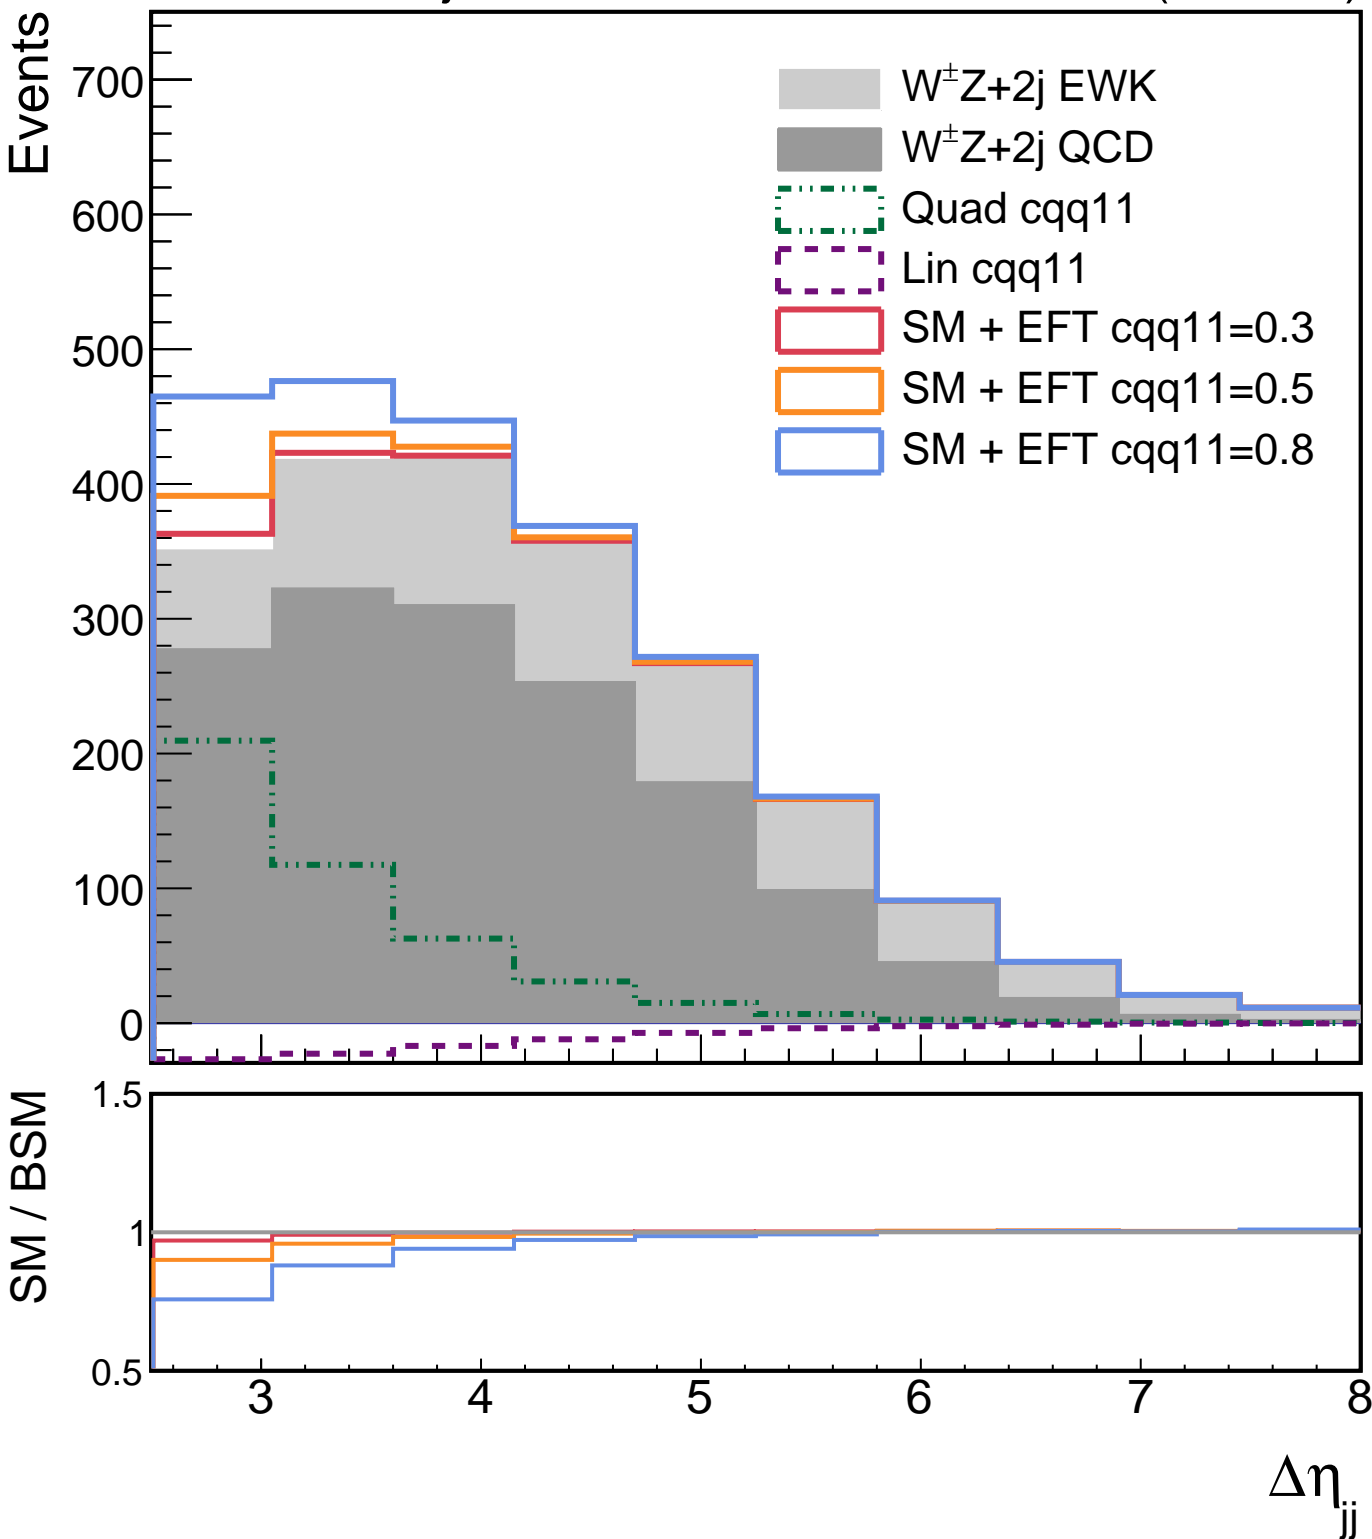 Events
700
600
500
400
300
200
100
0
W±Z+2j EWK
W±Z+2j QCD
Quad cqq11
Lin cqq11
SM + EFT cqq11=0.3
SM + EFT cqq11=0.5
SM + EFT cqq11=0.8
SM / BSM
1.5
1
0.5
3 4 5 6 7 8
Δη_jj